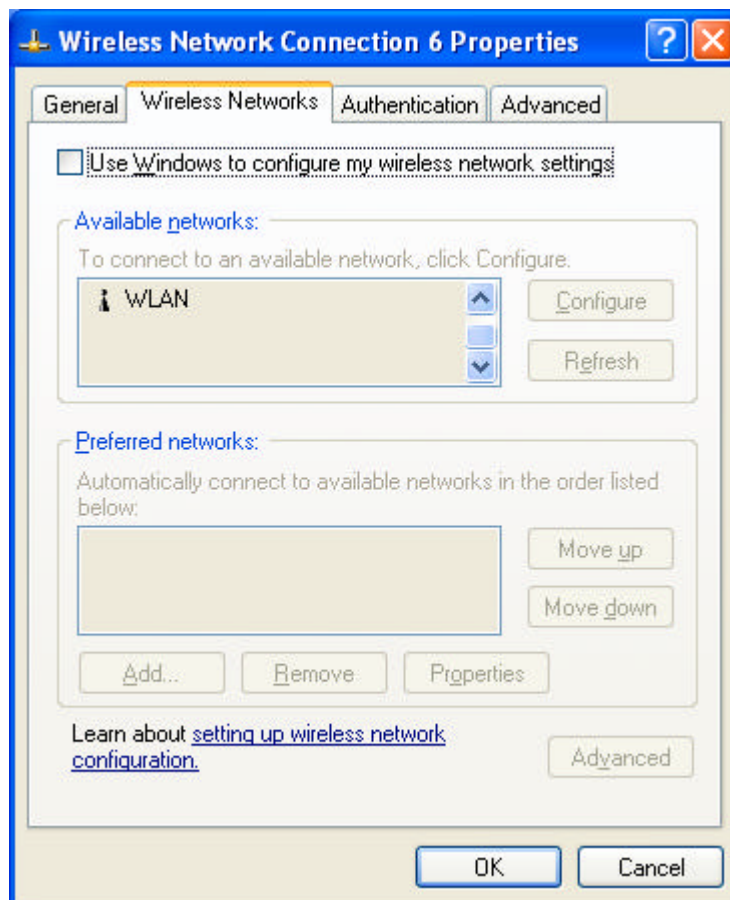 Wireless Network Connection 6 Properties
General Wireless Networks Authentication Advanced
Use Windows to configure my wireless network settings
Available networks:
To connect to an available network, click Configure.
WLAN
Configure
Refresh
Preferred networks:
Automatically connect to available networks in the order listed
below:
Move up
Move down
Add... Remove Properties
Learn about setting up wireless network
configuration.
Advanced
OK Cancel